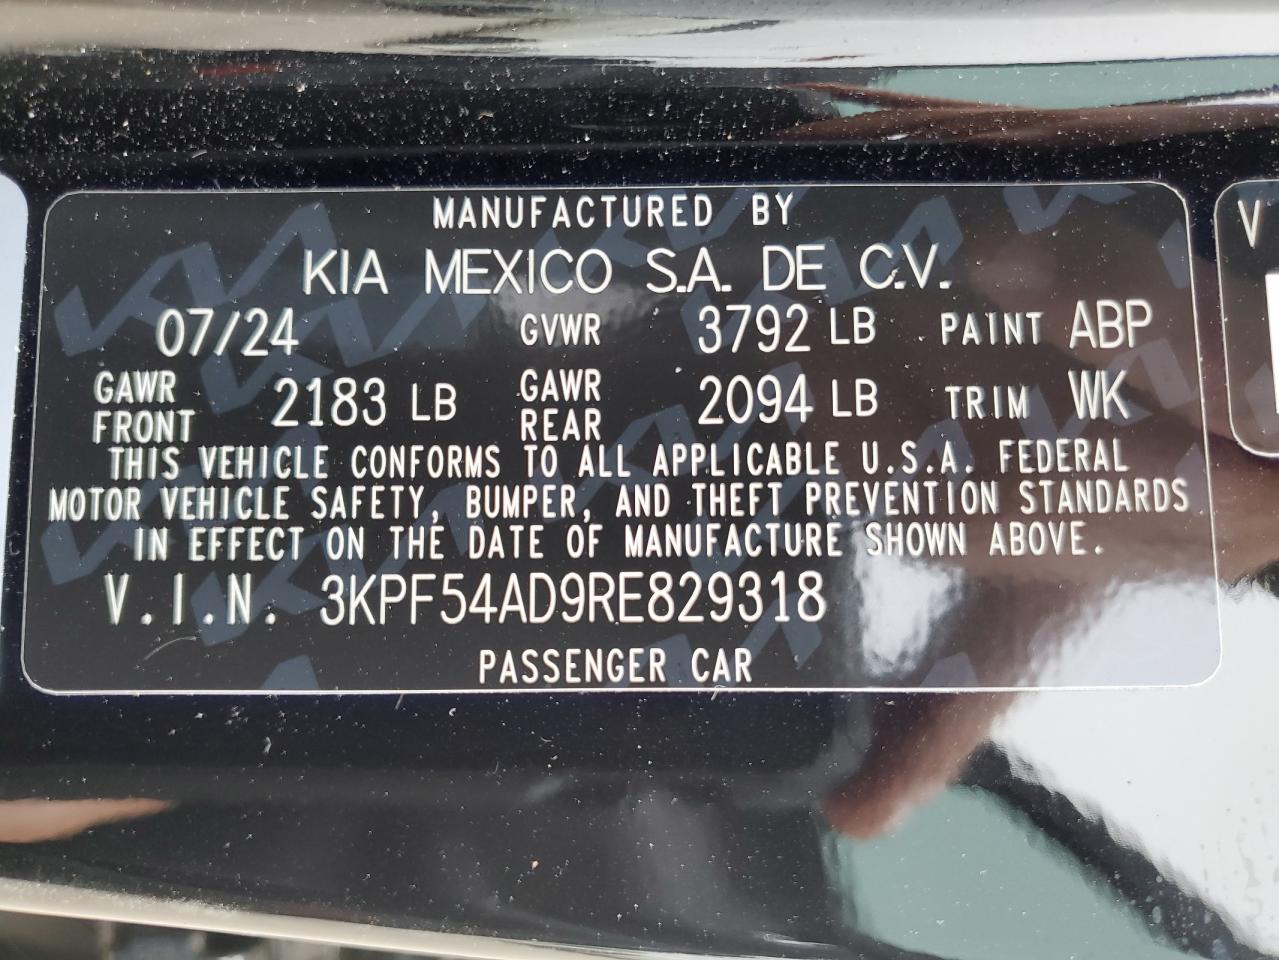 MANUFACTURED BY
KIA MEXICO S.A. DE C.V.
07/24 GVWR 3792 LB PAINT ABP
GAWR FRONT 2183 LB GAWR REAR 2094 LB TRIM WK
THIS VEHICLE CONFORMS TO ALL APPLICABLE U.S.A. FEDERAL
MOTOR VEHICLE SAFETY, BUMPER, AND THEFT PREVENTION STANDARDS
IN EFFECT ON THE DATE OF MANUFACTURE SHOWN ABOVE.
V.I.N. 3KPF54AD9RE829318
PASSENGER CAR
V